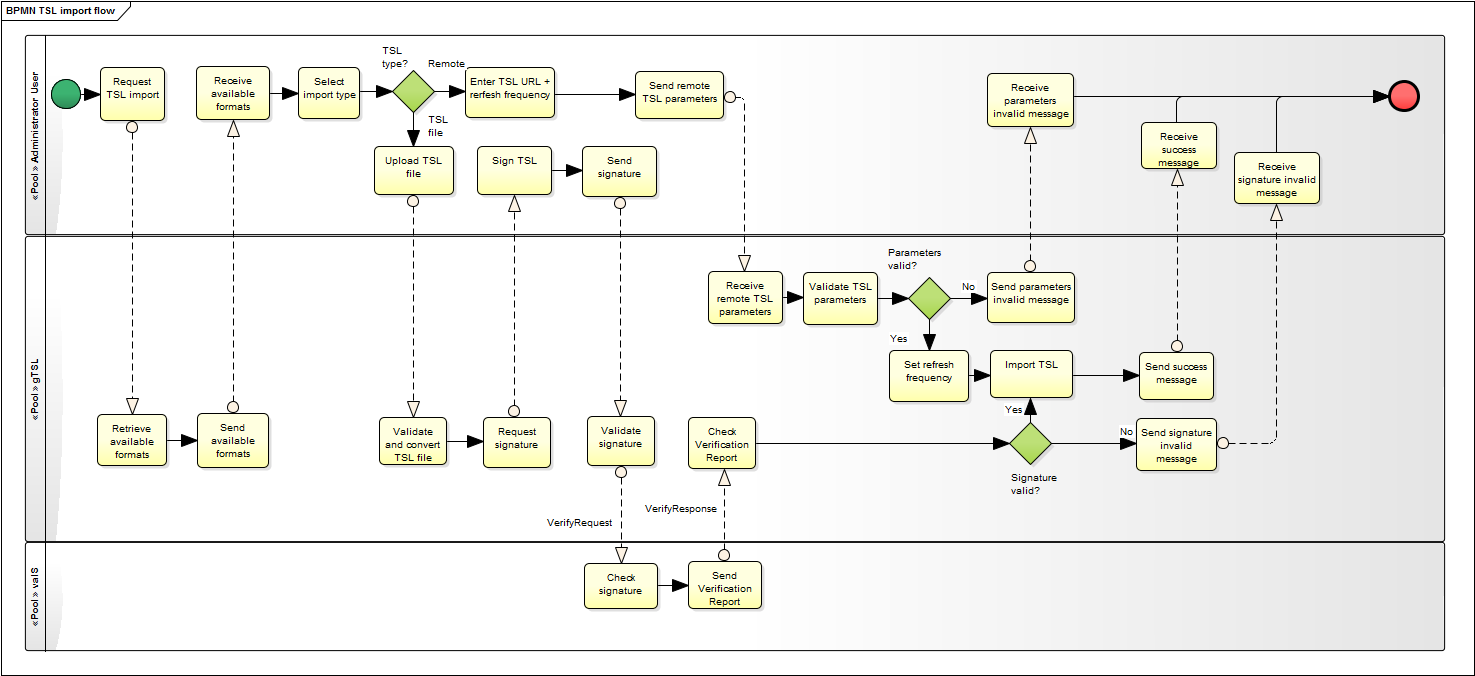 BPMN TSL import flow
«Pool» Administrator User
Request
TSL import
Receive
available
formats
Select
import type
TSL
type?
Remote
Enter TSL URL +
rerfesh frequency
Send remote
TSL parameters
TSL
file
Upload TSL
file
Sign TSL
Send
signature
Receive
parameters
invalid message
Receive
success
message
Receive
signature invalid
message
«Pool» gTSL
Retrieve
available
formats
Send
available
formats
Validate
and convert
TSL file
Request
signature
Validate
signature
Check
Verification
Report
Receive
remote TSL
parameters
Validate TSL
parameters
Parameters
valid?
No
Send parameters
invalid message
Yes
Set refresh
frequency
Import TSL
Send success
message
Yes
No
Send signature
invalid
message
Signature
valid?
VerifyRequest
VerifyResponse
«Pool» valS
Check
signature
Send
Verification
Report